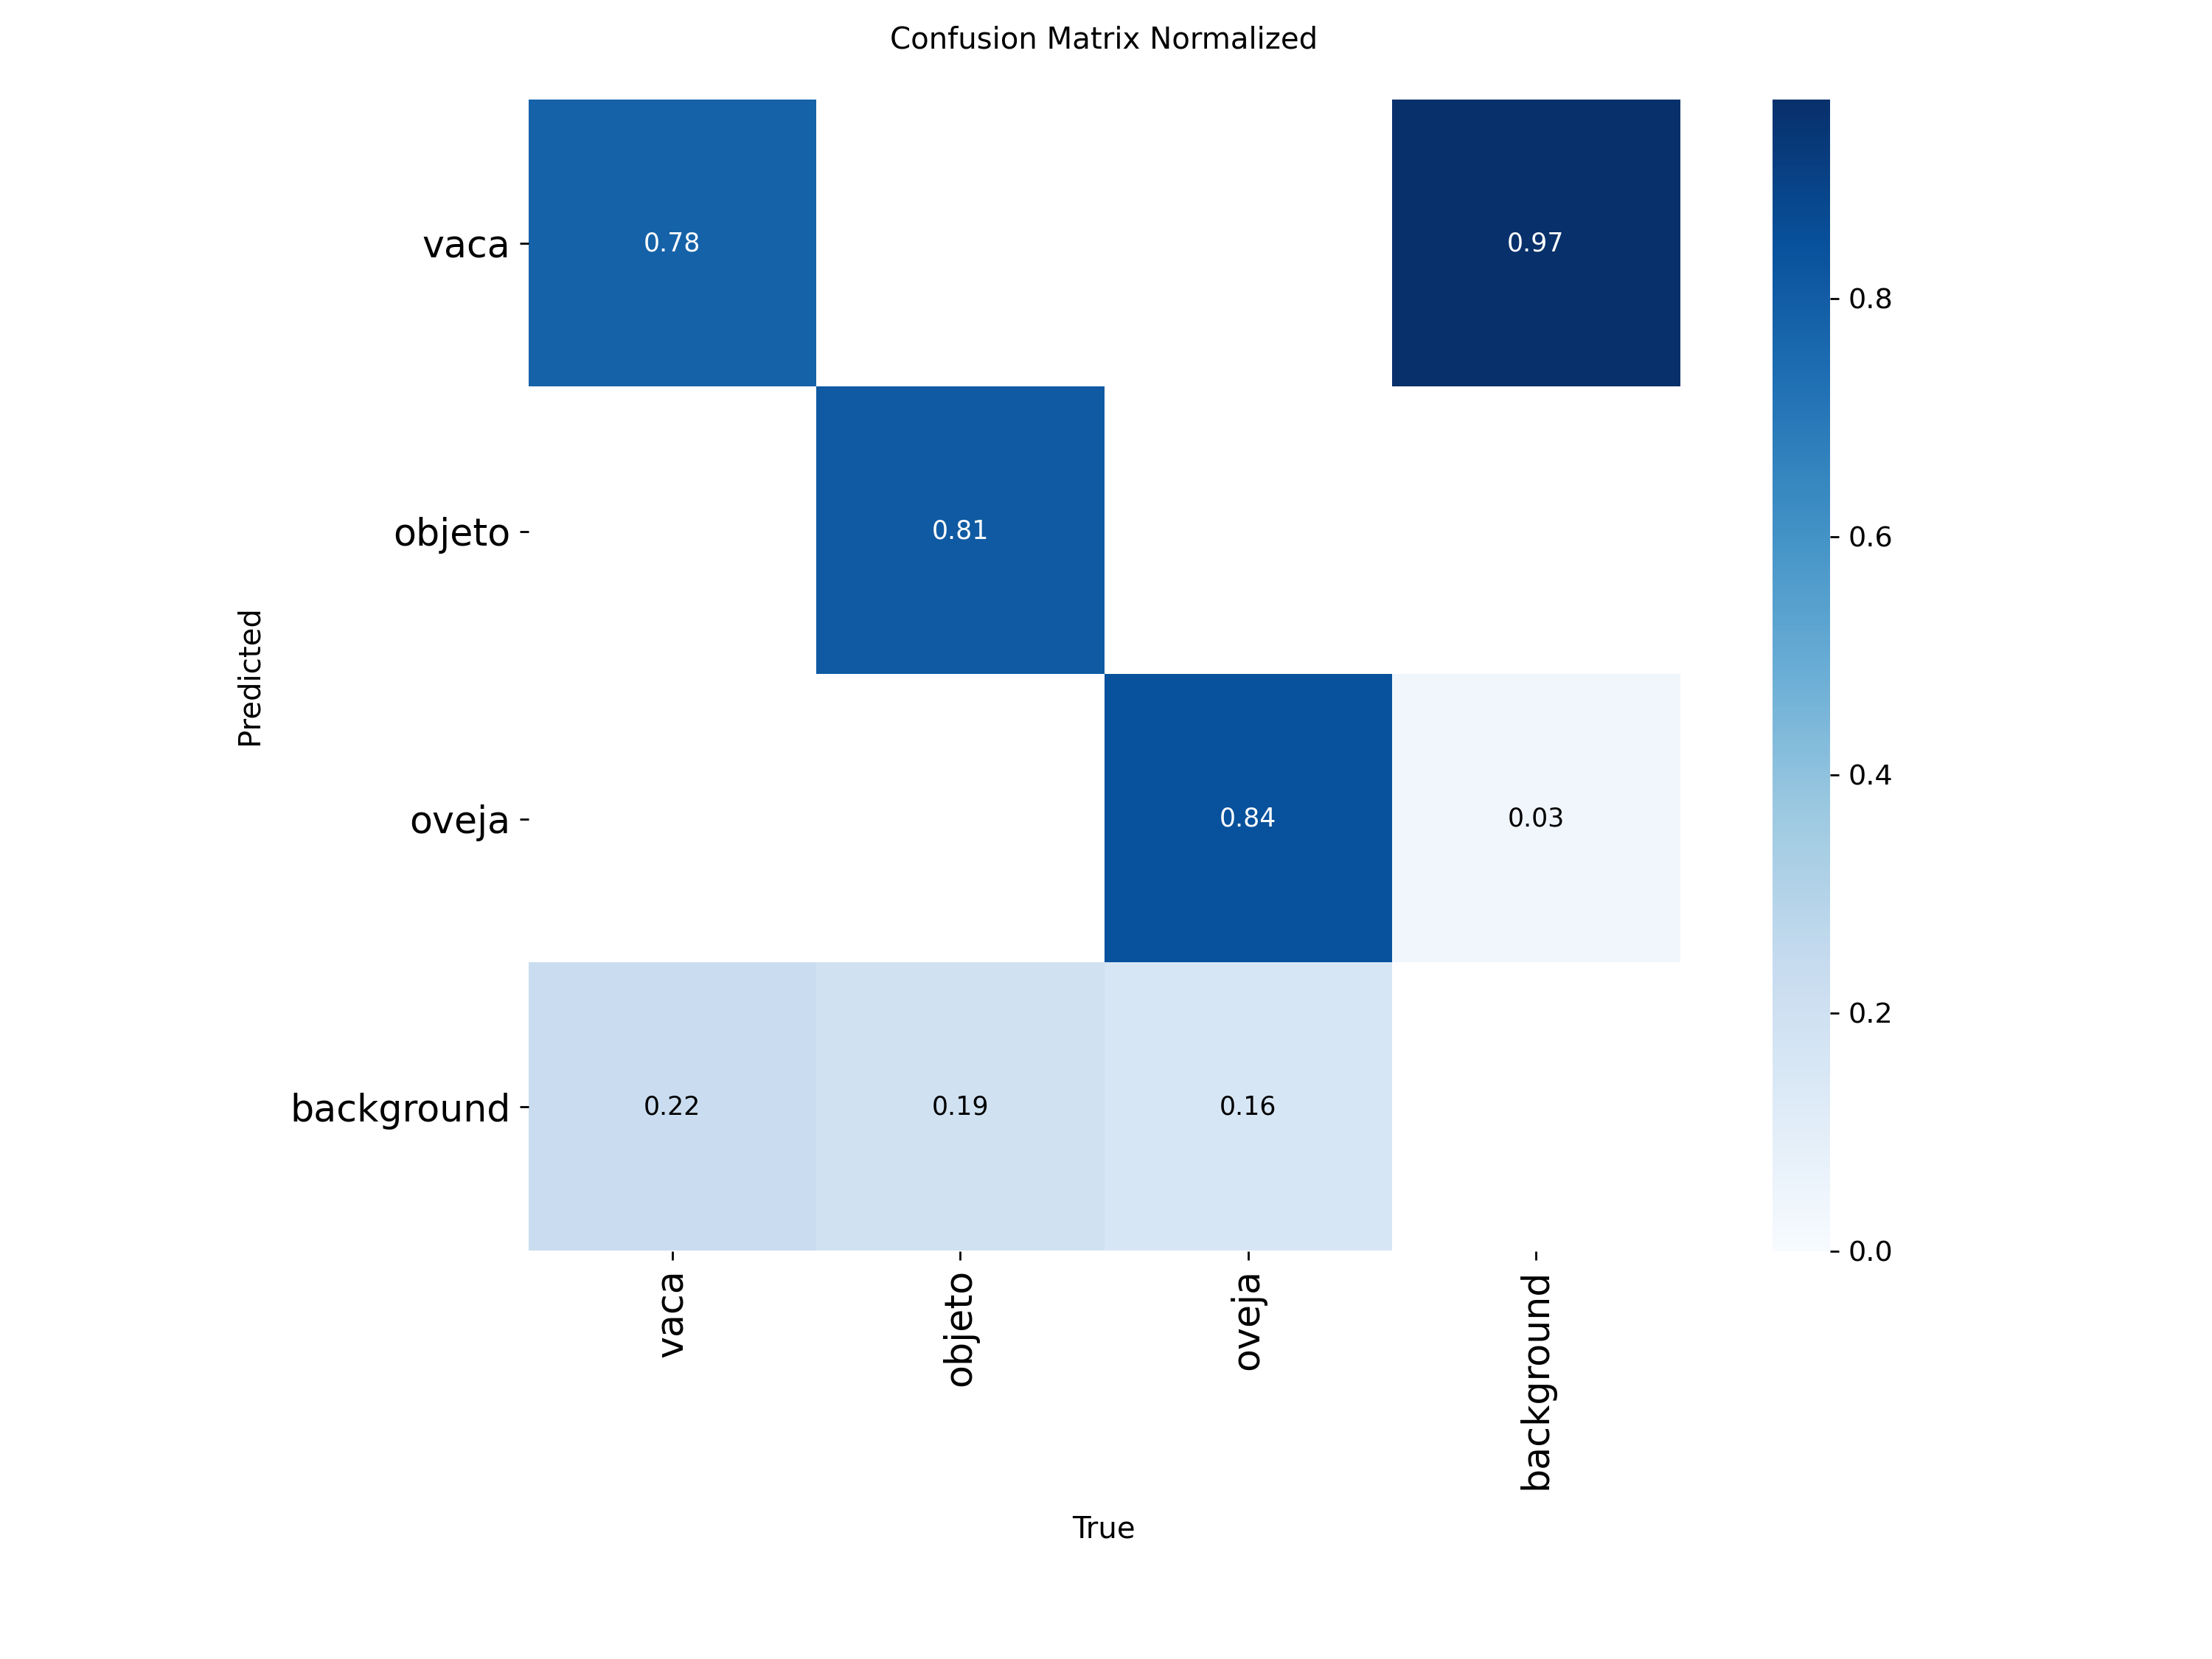 Confusion Matrix Normalized
vaca
0.78
0.97
0.8
objeto
0.81
0.6
Predicted
oveja
0.84
0.03
0.4
background
0.22
0.19
0.16
0.2
0.0
vaca
objeto
oveja
background
True